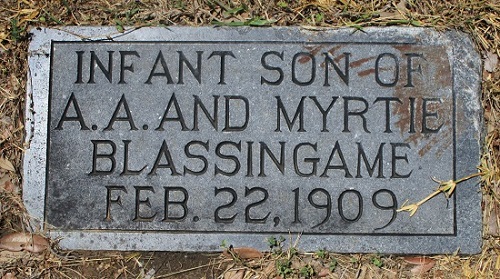 INFANT SON OF
A.A. AND MYRTIE
BLASSINGAME
FEB. 22, 1909